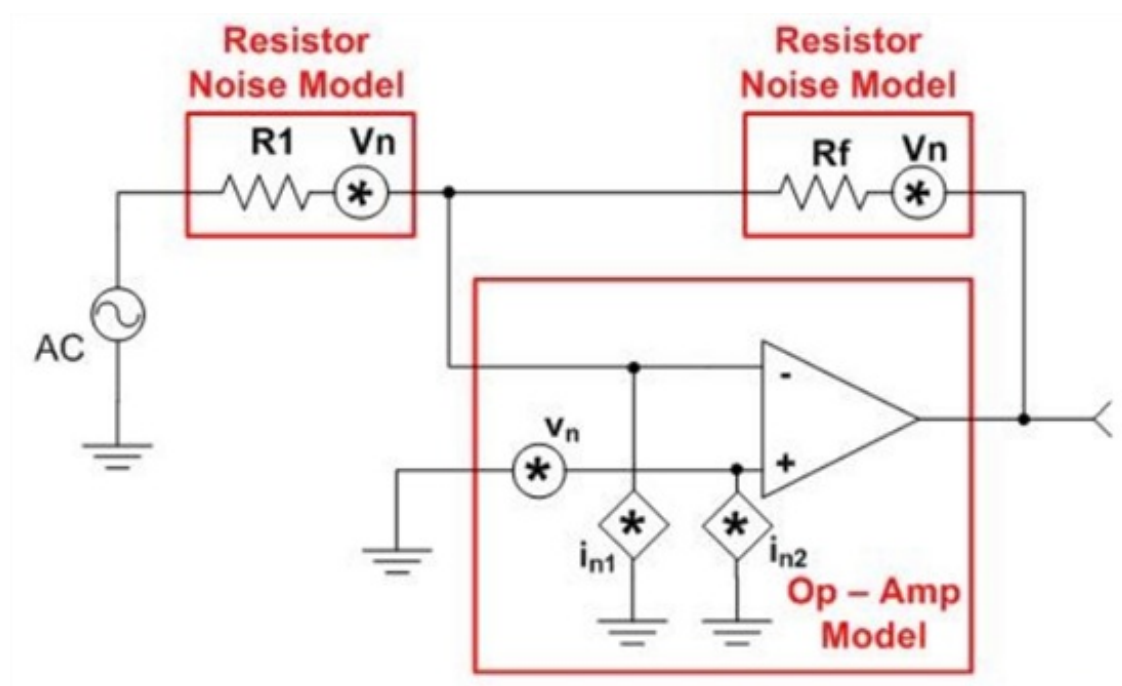 Resistor
Noise Model
Resistor
Noise Model
R1 Vn
Rf Vn
AC
-
vn
+
in1
in2
Op – Amp
Model